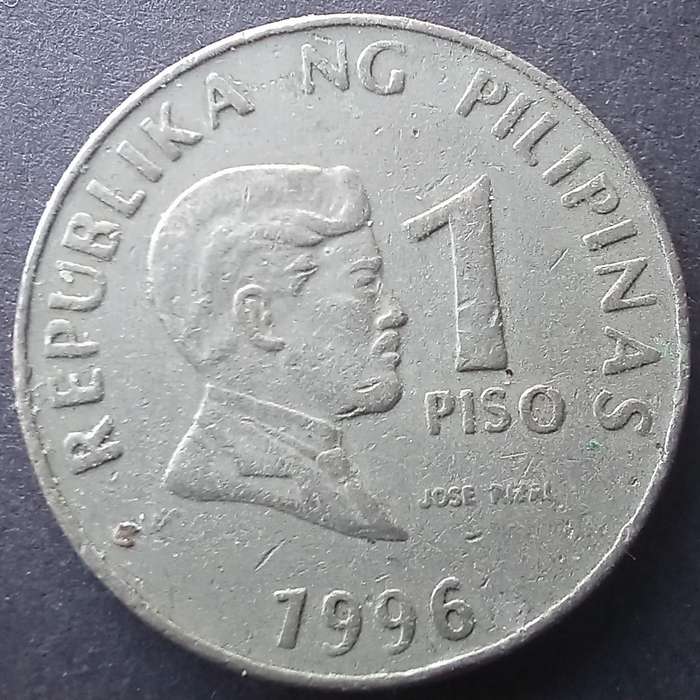 REPUBLIKA NG PILIPINAS
1
PISO
JOSE RIZAL
1996